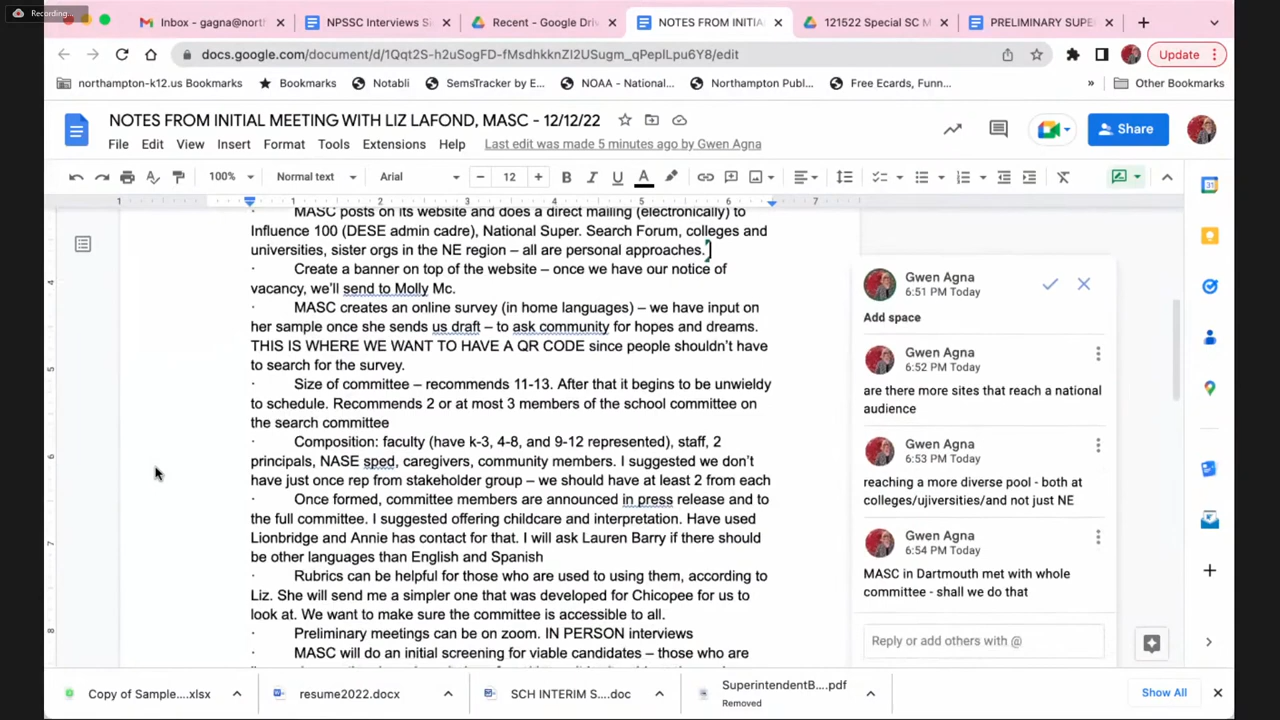 Recording...
Inbox - gagna@north
NPSSC Interviews S
Recent - Google Driv
NOTES FROM INITIA
121522 Special SC M
PRELIMINARY SUPE
docs.google.com/document/d/1Qqt2S-h2uSogFD-fMsdhkknZI2USugm_qPepILpu6Y8/edit
Update
northampton-k12.us Bookmarks
Bookmarks
Notabli
SemsTracker by E...
NOAA - National...
Northampton Publ...
Free Ecards, Funn...
»
Other Bookmarks
NOTES FROM INITIAL MEETING WITH LIZ LAFOND, MASC - 12/12/22
File Edit View Insert Format Tools Extensions Help
Last edit was made 5 minutes ago by Gwen Agna
Share
100%
Normal text
Arial
12
B I U A
1 1 2 3 4 5 6 7
MASC posts on its website and does a direct mailing (electronically) to
Influence 100 (DESE admin cadre), National Super. Search Forum, colleges and
universities, sister orgs in the NE region – all are personal approaches.
· Create a banner on top of the website – once we have our notice of
vacancy, we'll send to Molly Mc.
· MASC creates an online survey (in home languages) – we have input on
her sample once she sends us draft – to ask community for hopes and dreams.
THIS IS WHERE WE WANT TO HAVE A QR CODE since people shouldn't have
to search for the survey.
· Size of committee – recommends 11-13. After that it begins to be unwieldy
to schedule. Recommends 2 or at most 3 members of the school committee on
the search committee
· Composition: faculty (have k-3, 4-8, and 9-12 represented), staff, 2
principals, NASE sped, caregivers, community members. I suggested we don't
have just once rep from stakeholder group – we should have at least 2 from each
· Once formed, committee members are announced in press release and to
the full committee. I suggested offering childcare and interpretation. Have used
Lionbridge and Annie has contact for that. I will ask Lauren Barry if there should
be other languages than English and Spanish
· Rubrics can be helpful for those who are used to using them, according to
Liz. She will send me a simpler one that was developed for Chicopee for us to
look at. We want to make sure the committee is accessible to all.
· Preliminary meetings can be on zoom. IN PERSON interviews
· MASC will do an initial screening for viable candidates – those who are
4
5
6
7
8
Gwen Agna
6:51 PM Today
Add space
Gwen Agna
6:52 PM Today
are there more sites that reach a national
audience
Gwen Agna
6:53 PM Today
reaching a more diverse pool - both at
colleges/ujiversities/and not just NE
Gwen Agna
6:54 PM Today
MASC in Dartmouth met with whole
committee - shall we do that
Reply or add others with @
Copy of Sample....xlsx
resume2022.docx
SCH INTERIM S....doc
SuperintendentB....pdf
Removed
Show All